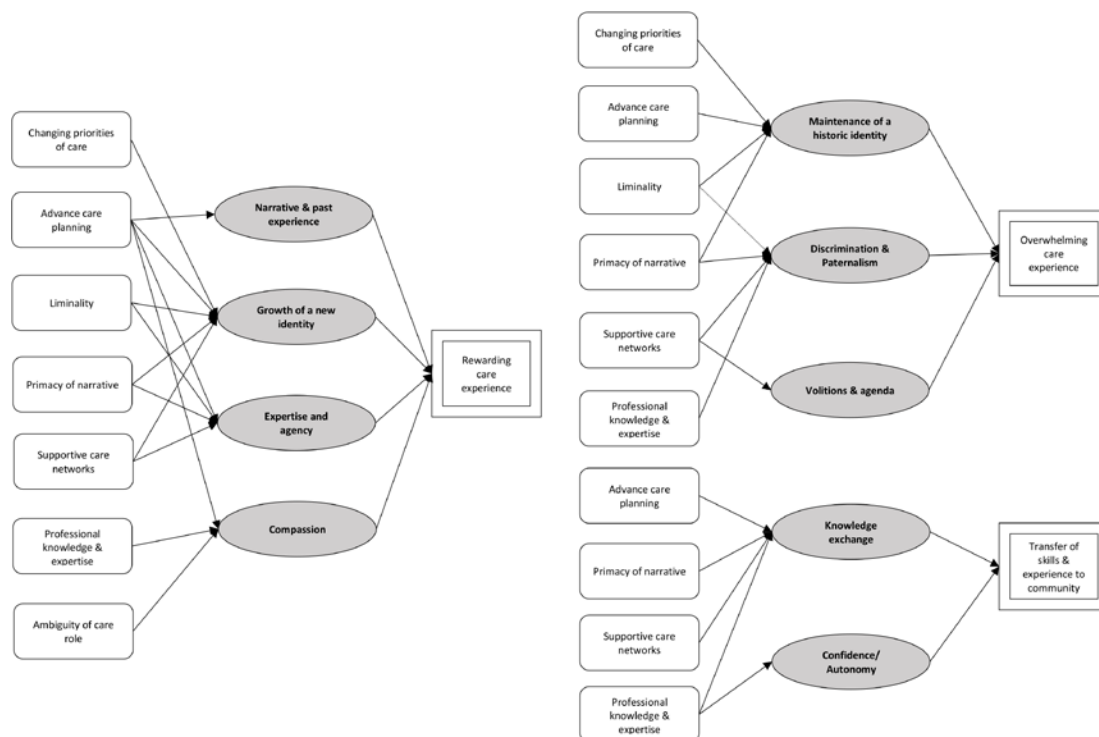 Changing priorities
of care
Advance care
planning
Liminality
Primacy of narrative
Supportive care
networks
Professional
knowledge &
expertise
Ambiguity of care
role
Narrative & past
experience
Growth of a new
identity
Expertise and
agency
Compassion
Rewarding
care
experience
Changing priorities
of care
Advance care
planning
Liminality
Primacy of narrative
Supportive care
networks
Professional
knowledge &
expertise
Maintenance of a
historic identity
Discrimination &
Paternalism
Volitions & agenda
Overwhelming
care
experience
Advance care
planning
Primacy of narrative
Supportive care
networks
Professional
knowledge &
expertise
Knowledge
exchange
Confidence/
Autonomy
Transfer of
skills &
experience to
community